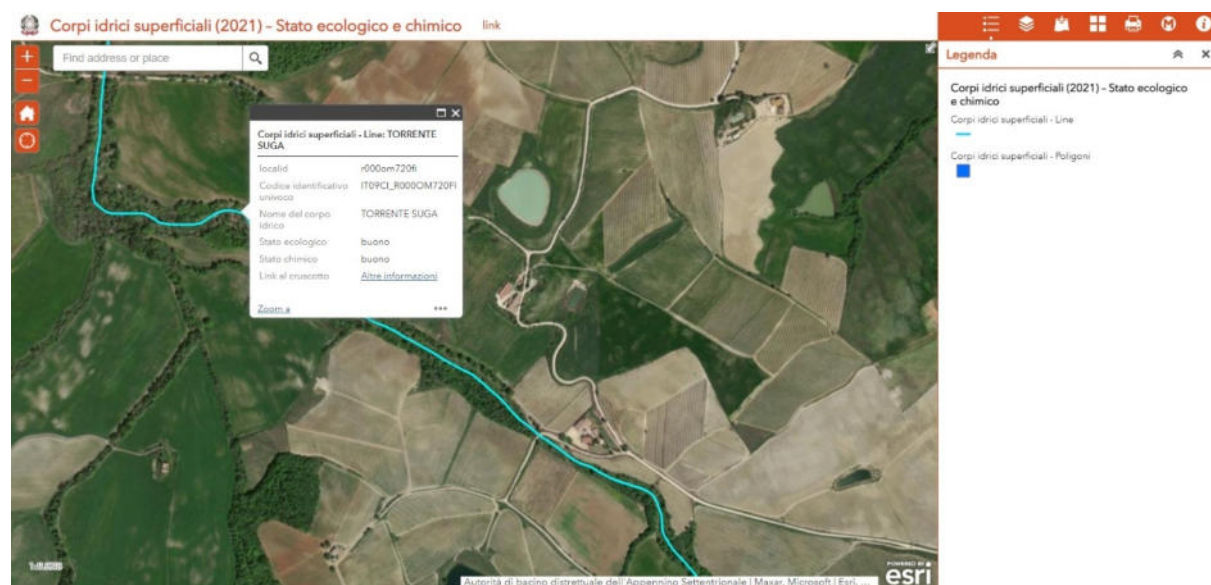 Corpi idrici superficiali (2021) – Stato ecologico e chimico link
+
Find address or place
–
Legenda
Corpi idrici superficiali (2021) – Stato ecologico
e chimico
Corpi idrici superficiali - Line
Corpi idrici superficiali - Poligoni
Corpi idrici superficiali - Line: TORRENTE
SUGA
localid r000om720fi
Codice identificativo IT09CI_R000OM720FI
univoco
Nome del corpo TORRENTE SUGA
idrico
Stato ecologico buono
Stato chimico buono
Link al cruscotto Altre informazioni
Zoom a
POWERED BY
esri
Autorità di bacino distrettuale dell'Appennino Settentrionale | Maxar, Microsoft | Esri, ...